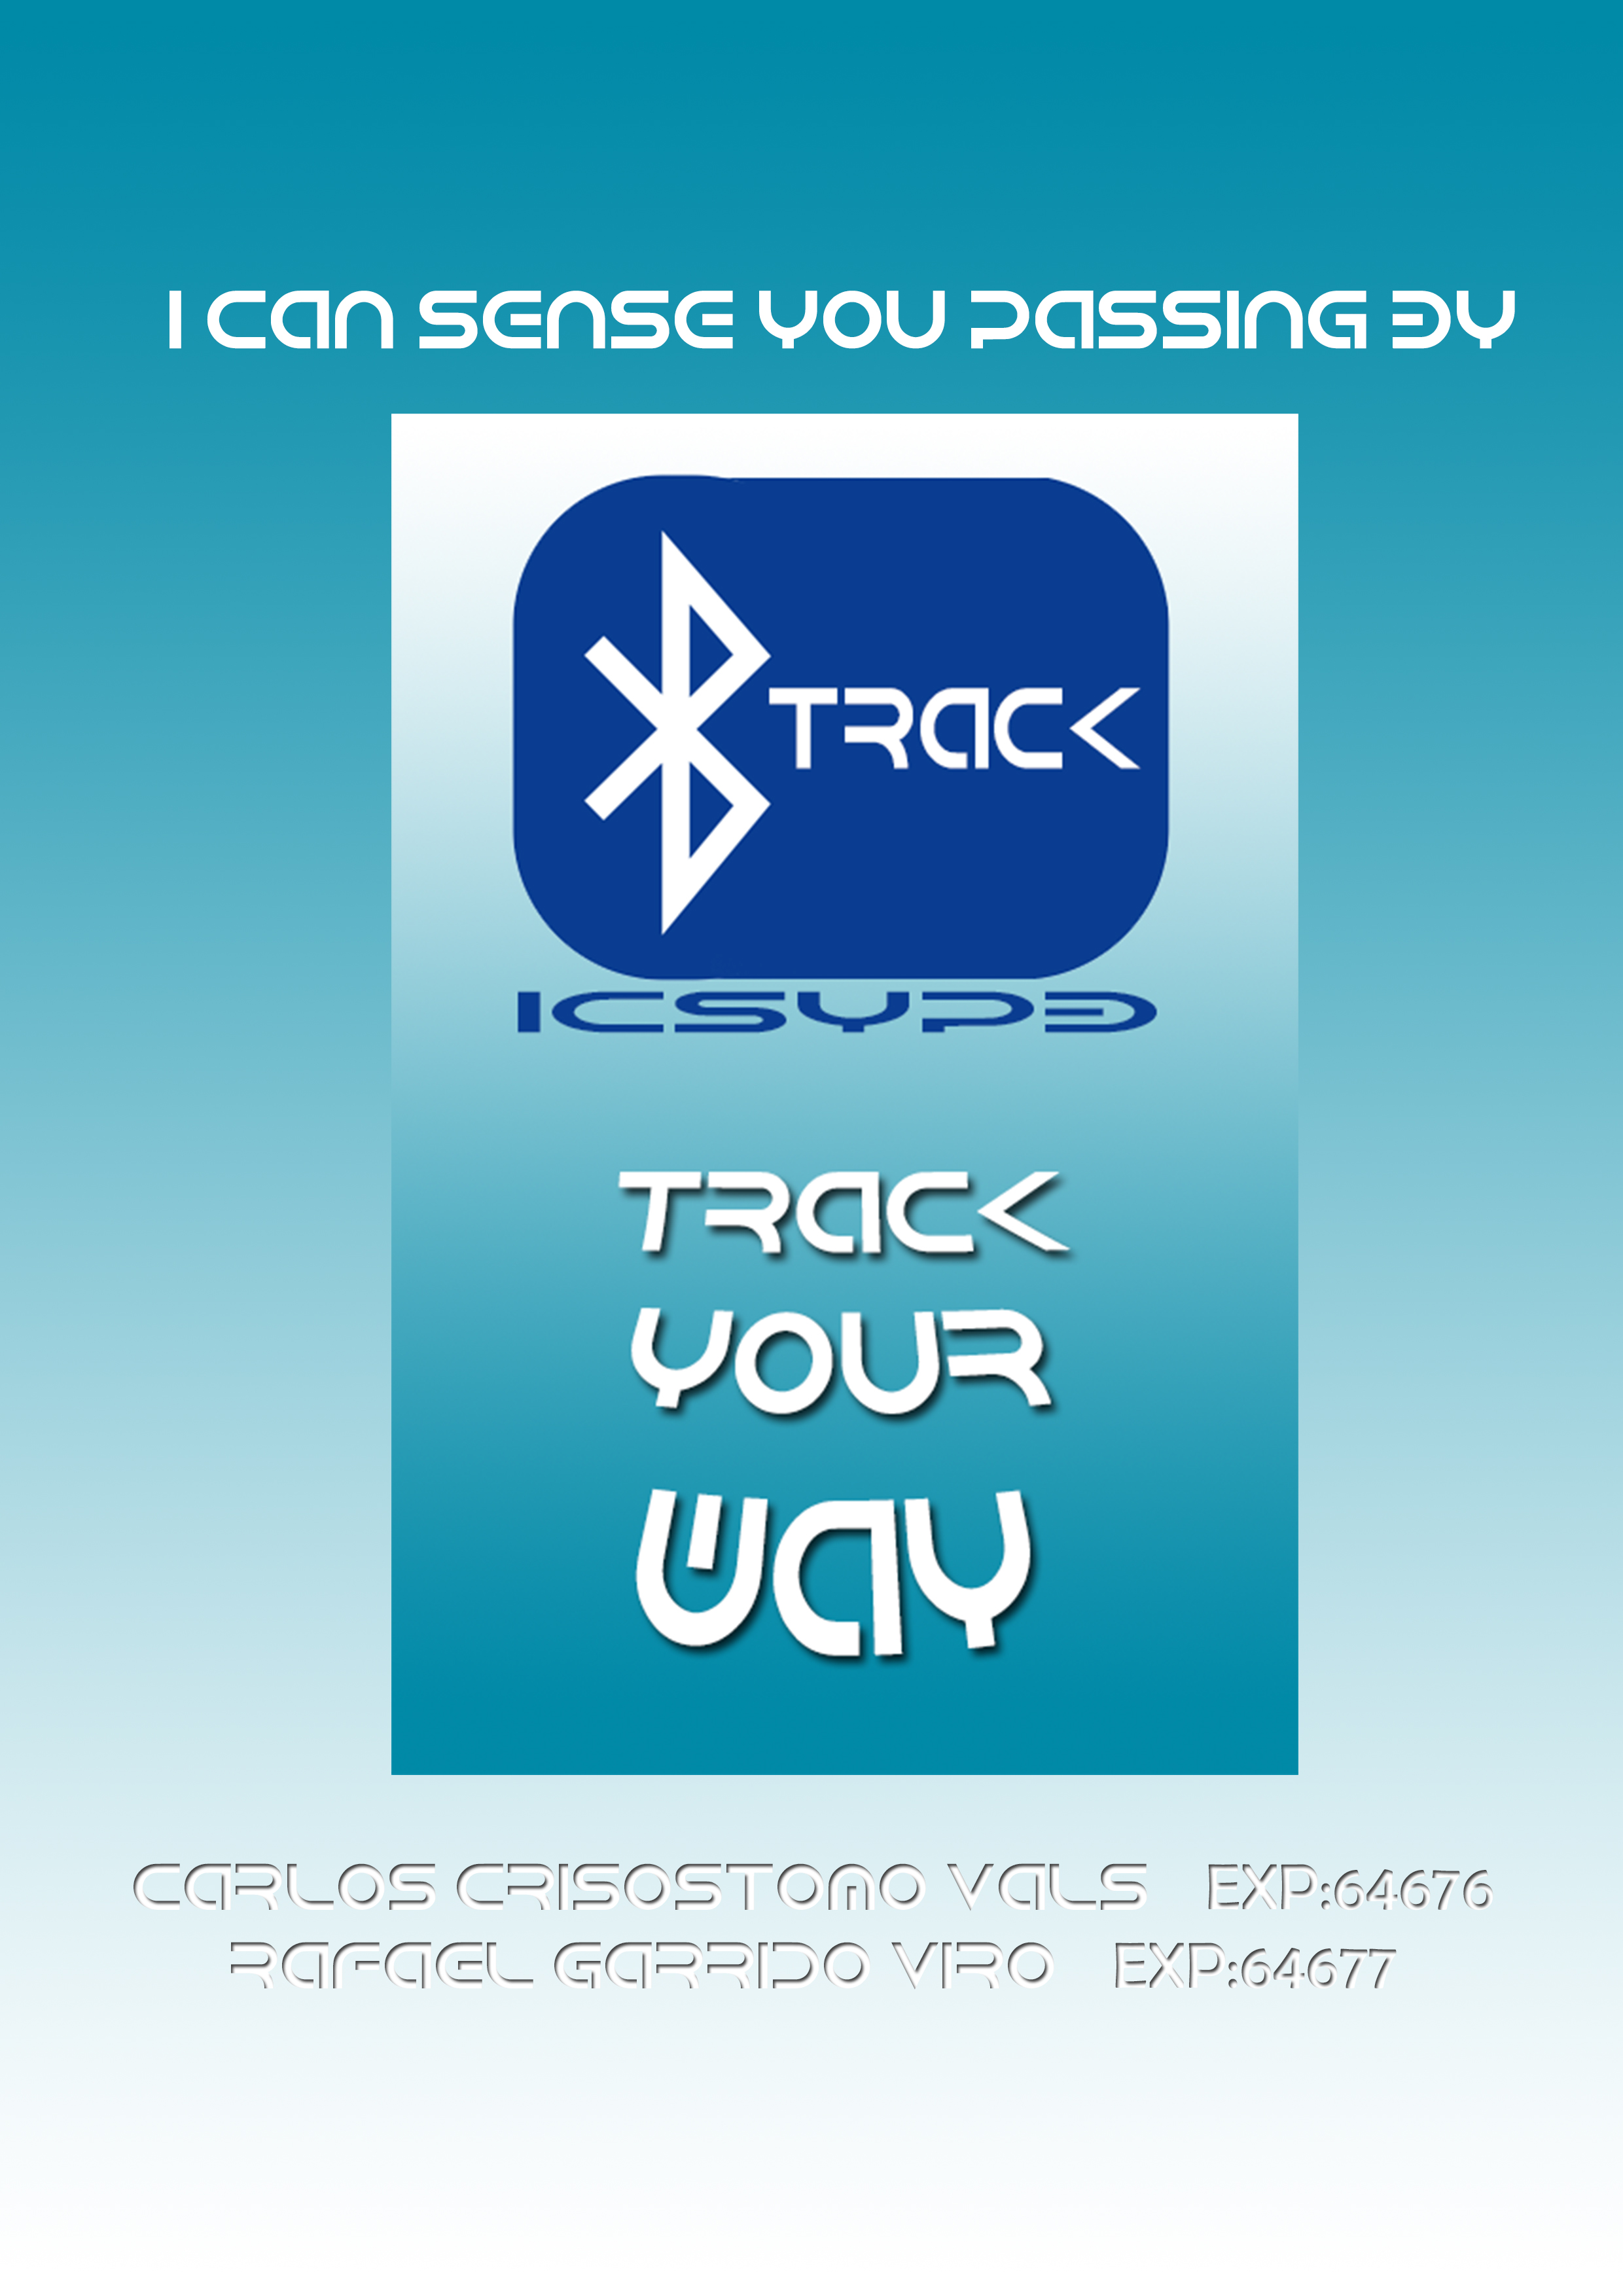 I CAN SENSE YOU PASSING BY
TRACK
ICSYPB
TRACK
YOUR
WAY
CARLOS CRISOSTOMO VALS EXP:64676
RAFAEL GARRIDO VIRO EXP:64677